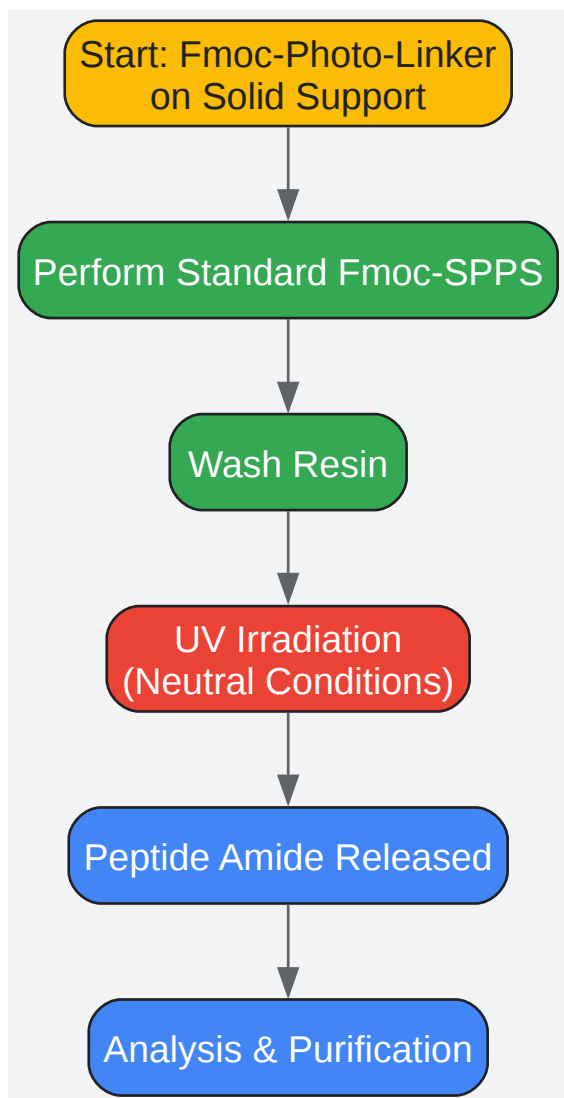 Start: Fmoc-Photo-Linker
on Solid Support
Perform Standard Fmoc-SPPS
Wash Resin
UV Irradiation
(Neutral Conditions)
Peptide Amide Released
Analysis & Purification